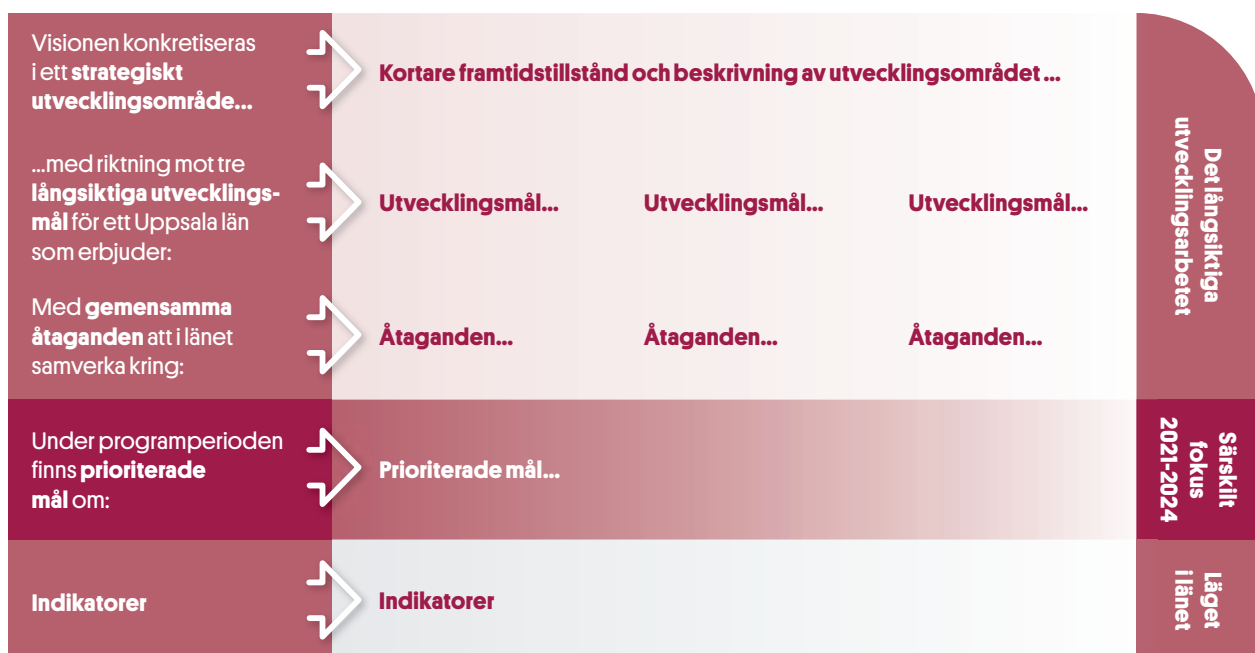 Visionen konkretiseras
i ett strategiskt
utvecklingsområde...
Kortare framtidstillstånd och beskrivning av utvecklingsområdet ...
...med riktning mot tre
långsiktiga utvecklings-
mål för ett Uppsala län
som erbjuder:
Utvecklingsmål...
Utvecklingsmål...
Utvecklingsmål...
Med gemensamma
åtaganden att i länet
samverka kring:
Åtaganden...
Åtaganden...
Åtaganden...
Det långsiktiga
utvecklingsarbetet
Under programperioden
finns prioriterade
mål om:
Prioriterade mål...
Särskilt
fokus
2021-2024
Indikatorer
Indikatorer
Läget
i länet